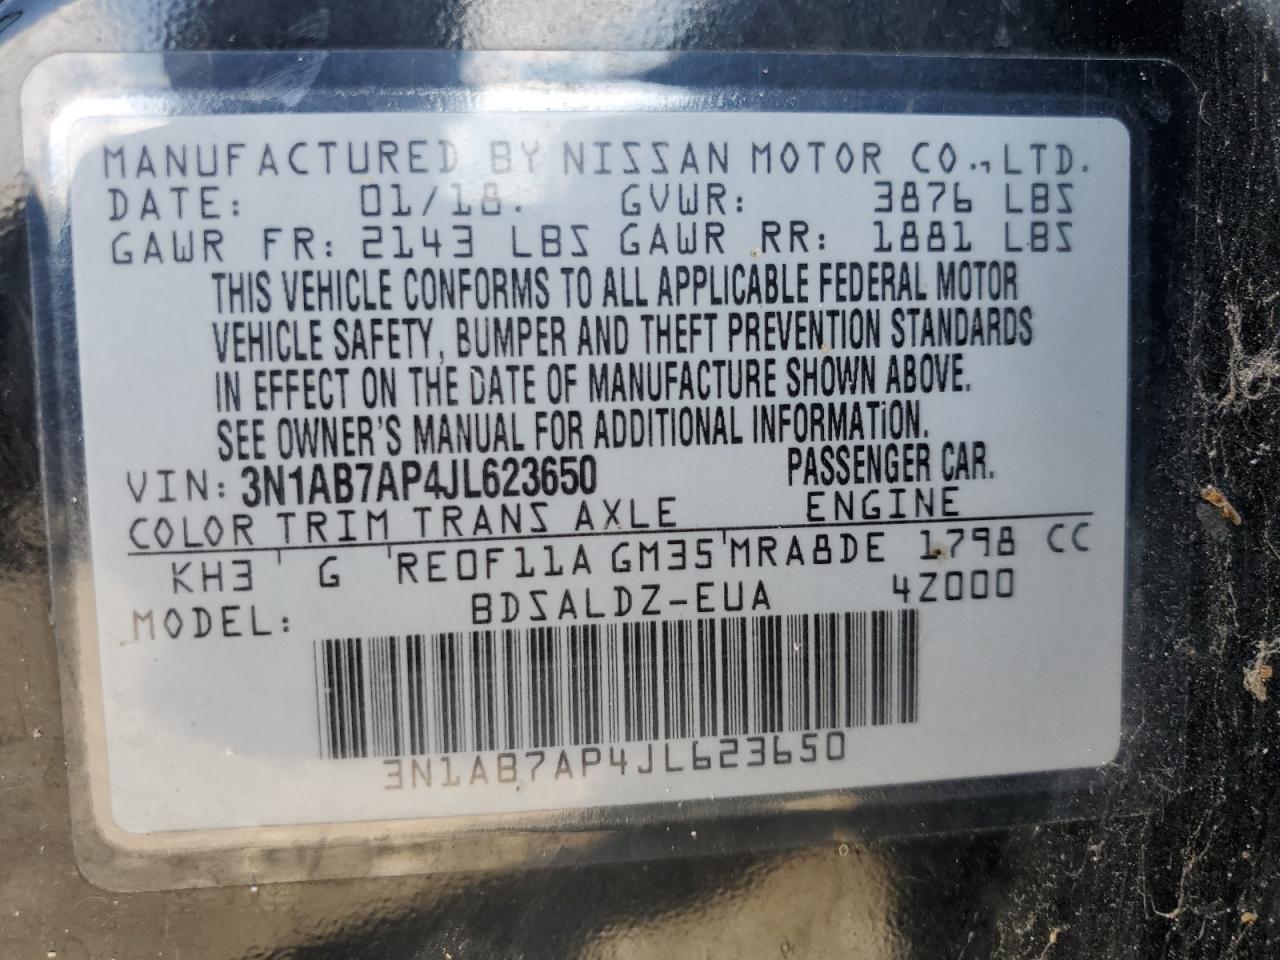 MANUFACTURED BY NISSAN MOTOR CO., LTD.
DATE: 01/18. GVWR: 3876 LBS
GAWR FR: 2143 LBS GAWR RR: 1881 LBS
THIS VEHICLE CONFORMS TO ALL APPLICABLE FEDERAL MOTOR
VEHICLE SAFETY, BUMPER AND THEFT PREVENTION STANDARDS
IN EFFECT ON THE DATE OF MANUFACTURE SHOWN ABOVE.
SEE OWNER'S MANUAL FOR ADDITIONAL INFORMATION.
VIN: 3N1AB7AP4JL623650 PASSENGER CAR.
COLOR TRIM TRANS AXLE ENGINE
KH3 G RE0F11A GM35 MRA8DE 1798 CC
MODEL: BDSALDZ-EUA 4Z000
3N1AB7AP4JL623650